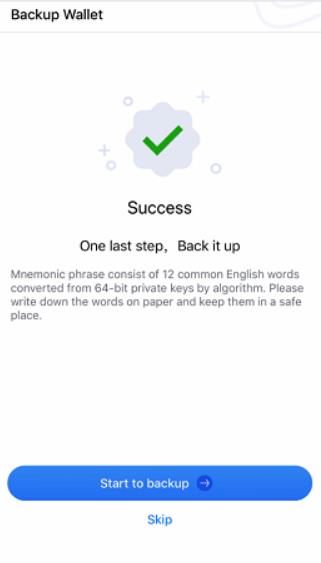 Backup Wallet
Success
One last step, Back it up
Mnemonic phrase consist of 12 common English words
converted from 64-bit private keys by algorithm. Please
write down the words on paper and keep them in a safe
place.
Start to backup
Skip